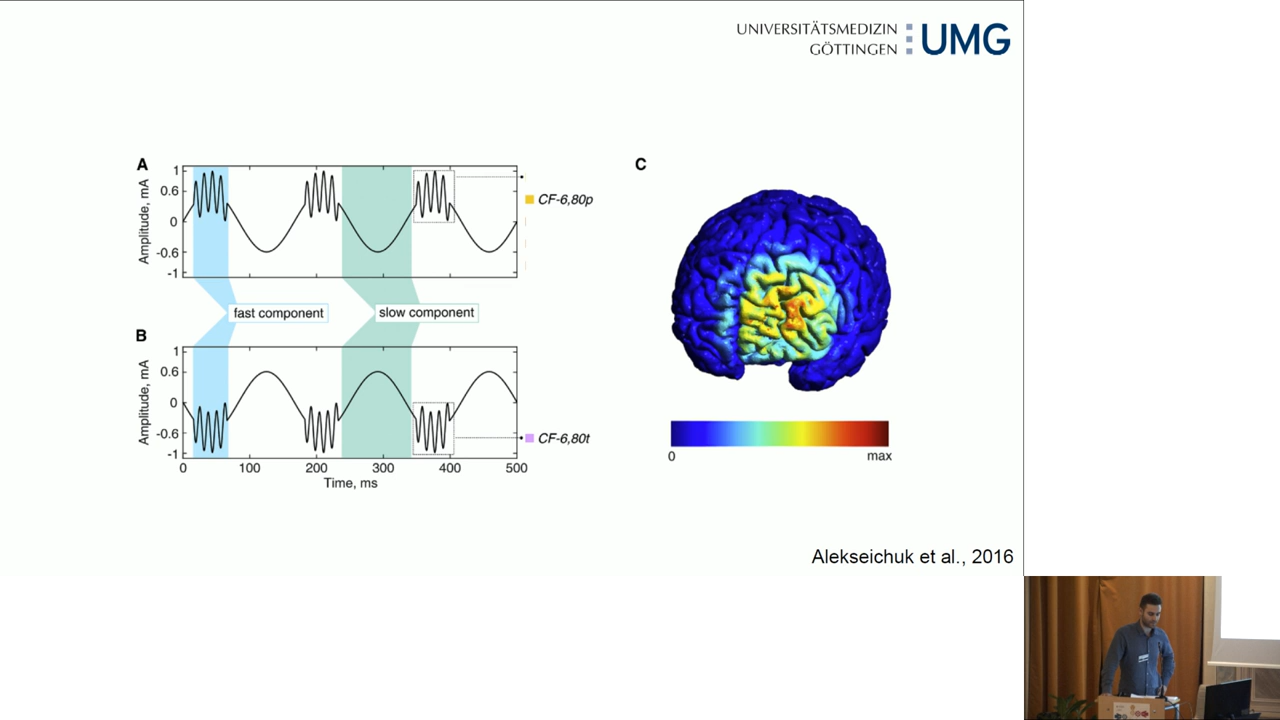 UNIVERSITÄTSMEDIZIN
GÖTTINGEN
UMG
A
1
0.6
0
-0.6
-1
Amplitude, mA
CF-6,80p
fast component
slow component
B
1
0.6
0
-0.6
-1
Amplitude, mA
CF-6,80t
0 100 200 300 400 500
Time, ms
C
0 max
Alekseichuk et al., 2016